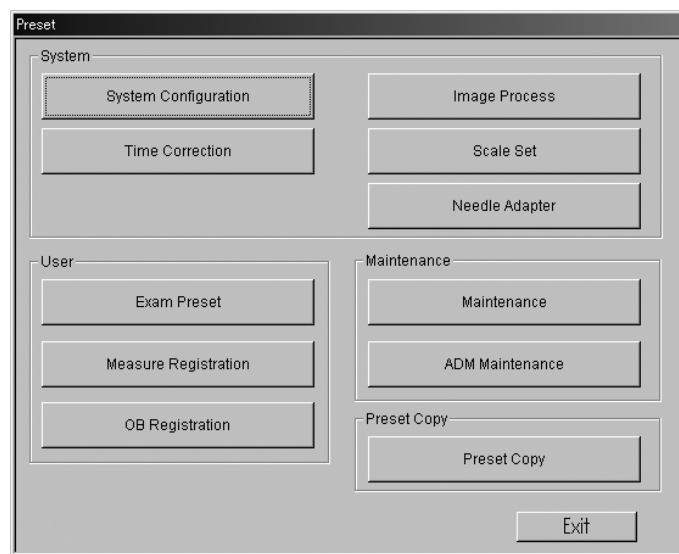 Preset
System
System Configuration
Image Process
Time Correction
Scale Set
Needle Adapter
User
Exam Preset
Measure Registration
OB Registration
Maintenance
Maintenance
ADM Maintenance
Preset Copy
Preset Copy
Exit